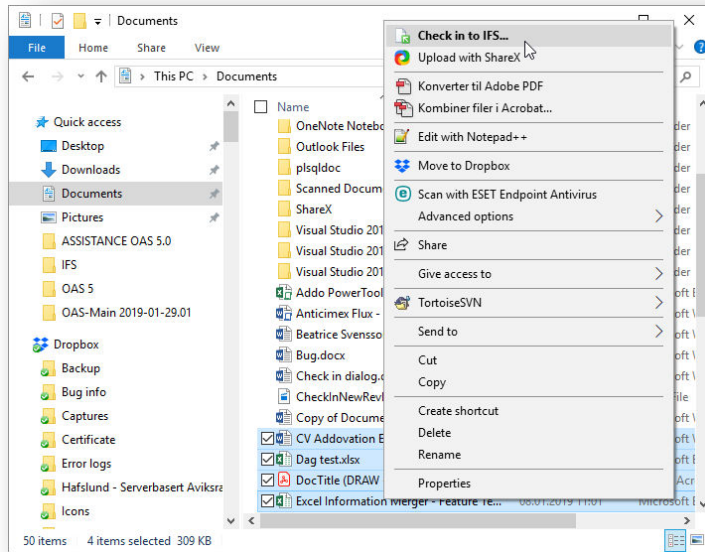 Documents
File Home Share View
This PC > Documents
Quick access
Desktop
Downloads
Documents
Pictures
ASSISTANCE OAS 5.0
IFS
OAS 5
OAS-Main 2019-01-29.01
Dropbox
Backup
Bug info
Captures
Certificate
Error logs
Hafslund - Serverbasert Aviksra
Icons
Name
OneNote Notebo
Outlook Files
plsqldoc
Scanned Docum
ShareX
Visual Studio 201
Visual Studio 201
Visual Studio 201
Addo PowerTool
Anticimex Flux -
Beatrice Svensso
Bug.docx
Check in dialog.d
CheckInNewRevI
Copy of Docume
CV Addovation E
Dag test.xlsx
DocTitle (DRAW
Excel Information Merger - Feature Te... 08.01.2019 11:01 Microsoft E
Check in to IFS...
Upload with ShareX
Konverter til Adobe PDF
Kombiner filer i Acrobat...
Edit with Notepad++
Move to Dropbox
Scan with ESET Endpoint Antivirus
Advanced options
Share
Give access to
TortoiseSVN
Send to
Cut
Copy
Create shortcut
Delete
Rename
Properties
50 items 4 items selected 309 KB